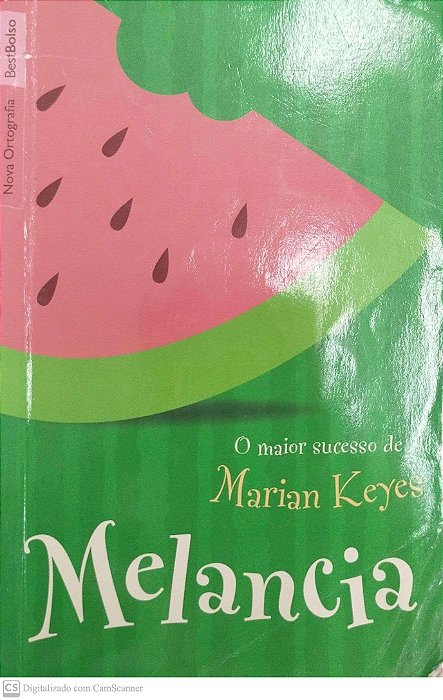 Nova Ortografia BestBolso
O maior sucesso de
Marian Keyes
Melancia
CS Digitalizado com CamScanner